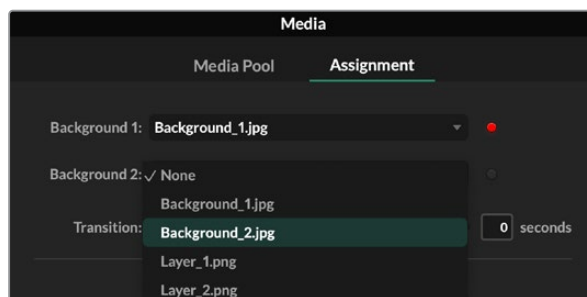 Media
Media Pool Assignment
Background 1: Background_1.jpg
Background 2: ✓ None
Background_1.jpg
Transition: Background_2.jpg 0 seconds
Layer_1.png
Layer_2.png